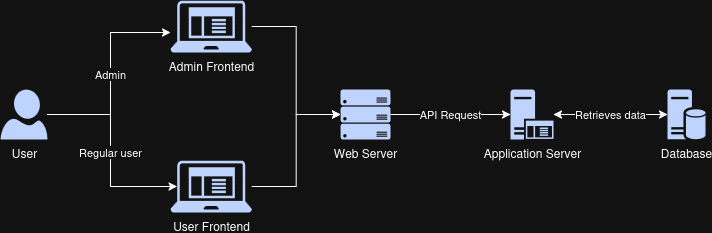 Admin Frontend
Admin
User
Regular user
User Frontend
Web Server
API Request
Application Server
Retrieves data
Database